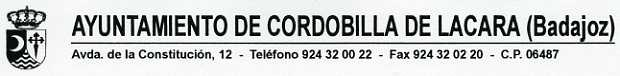 AYUNTAMIENTO DE CORDOBILLA DE LACARA (Badajoz)
Avda. de la Constitución, 12 - Teléfono 924 32 00 22 - Fax 924 32 02 20 - C.P. 06487